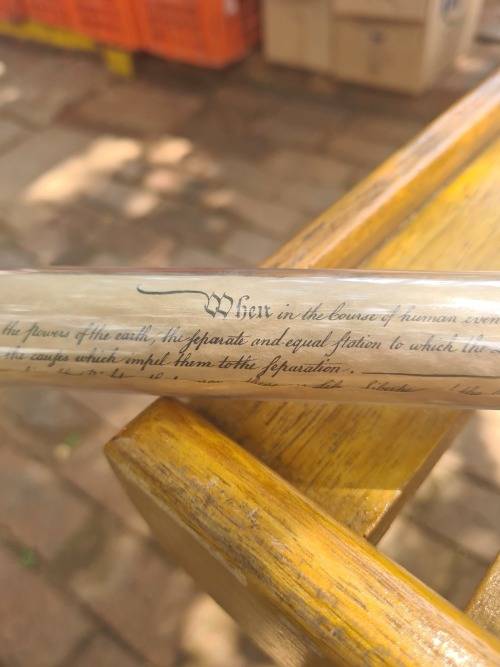 When in the Course of human even
the powers of the earth, the separate and equal station to which the
the causes which impel them to the separation.